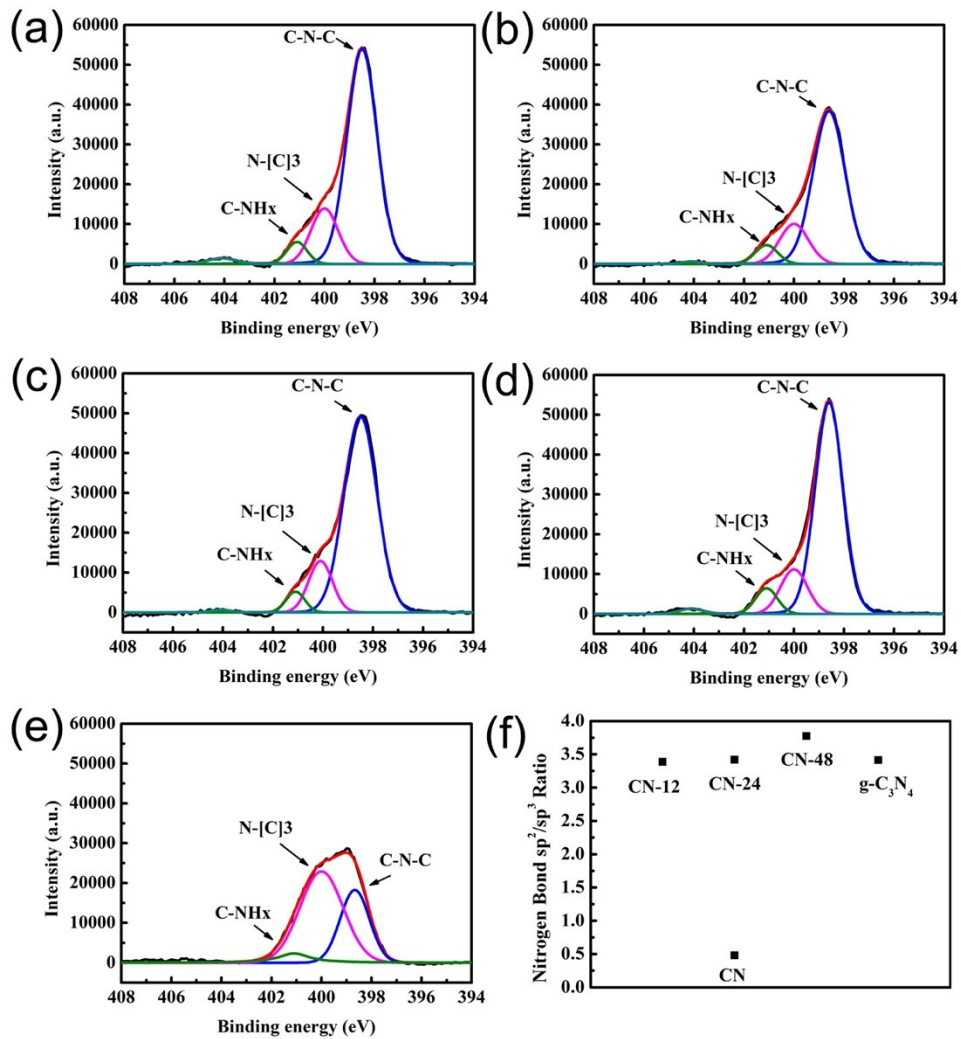 (a)
60000
50000
40000
30000
20000
10000
0
Intensity (a.u.)
C-N-C
N-[C]3
C-NHx
408 406 404 402 400 398 396 394
Binding energy (eV)
(b)
60000
50000
40000
30000
20000
10000
0
Intensity (a.u.)
C-N-C
N-[C]3
C-NHx
408 406 404 402 400 398 396 394
Binding energy (eV)
(c)
60000
50000
40000
30000
20000
10000
0
Intensity (a.u.)
C-N-C
N-[C]3
C-NHx
408 406 404 402 400 398 396 394
Binding energy (eV)
(d)
60000
50000
40000
30000
20000
10000
0
Intensity (a.u.)
C-N-C
N-[C]3
C-NHx
408 406 404 402 400 398 396 394
Binding energy (eV)
(e)
60000
50000
40000
30000
20000
10000
0
Intensity (a.u.)
N-[C]3
C-N-C
C-NHx
408 406 404 402 400 398 396 394
Binding energy (eV)
(f)
4.0
3.5
3.0
2.5
2.0
1.5
1.0
0.5
0.0
Nitrogen Bond sp²/sp³ Ratio
CN-12
CN-24
CN-48
g-C₃N₄
CN